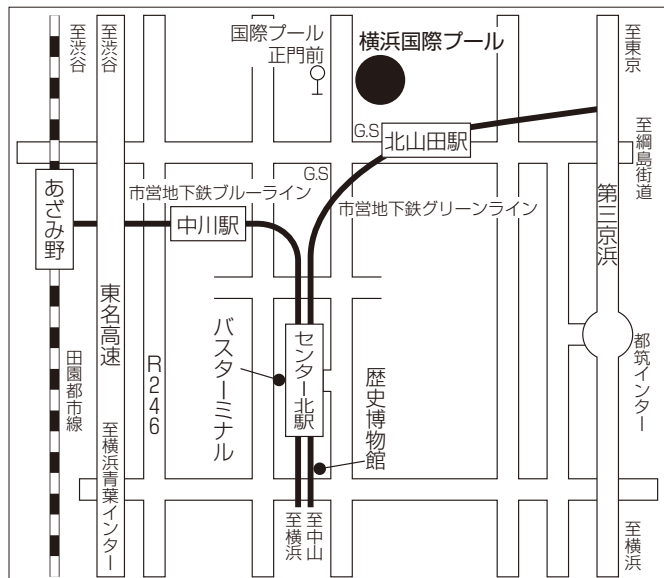 至渋谷
至渋谷
国際プール
正門前
横浜国際プール
至東京
至綱島街道
G.S
北山田駅
G.S
あざみ野
市営地下鉄ブルーライン
中川駅
市営地下鉄グリーンライン
第三京浜
東名高速
R246
バスターミナル
センター北駅
歴史博物館
都筑インター
田園都市線
至横浜青葉インター
至横浜
至中山
至横浜